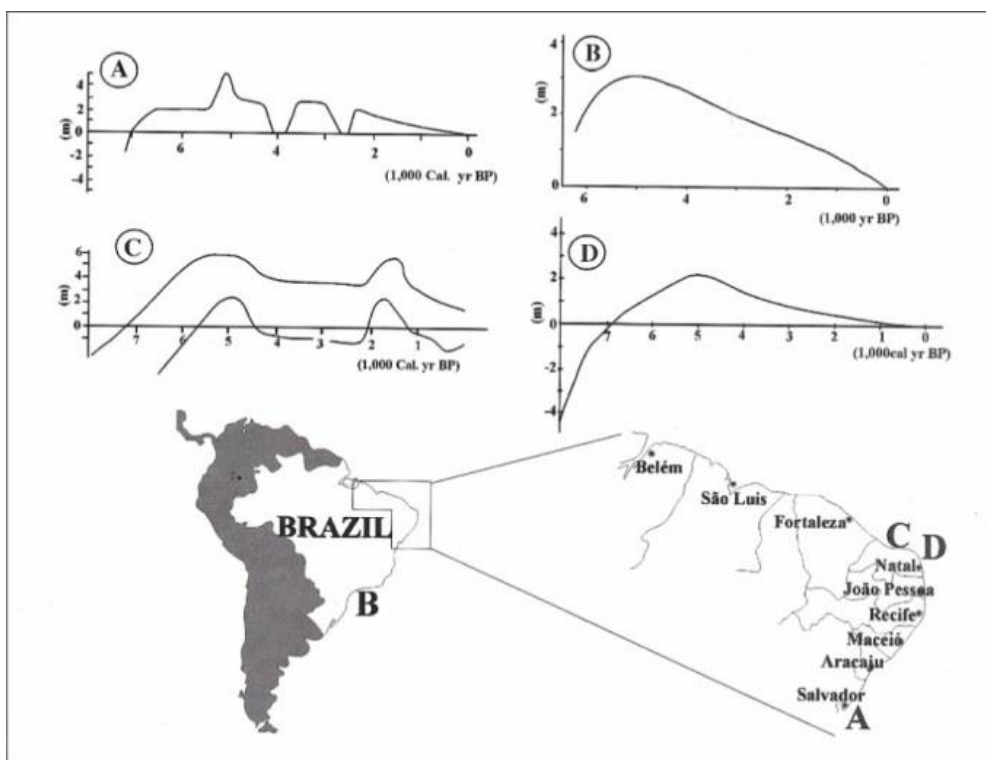 A
4
2
0
-2
-4
(m)
6
4
2
0
(1,000 Cal. yr BP)
B
4
2
0
(m)
6
4
2
0
(1,000 yr BP)
C
6
4
2
0
(m)
7
6
5
4
3
2
1
(1,000 Cal. yr BP)
D
4
2
0
-2
-4
(m)
7
6
5
4
3
2
1
0
(1,000cal yr BP)
BRAZIL
B
Belém
São Luis
Fortaleza
C
D
Natal
João Pessoa
Recife
Maceió
Aracaju
Salvador
A